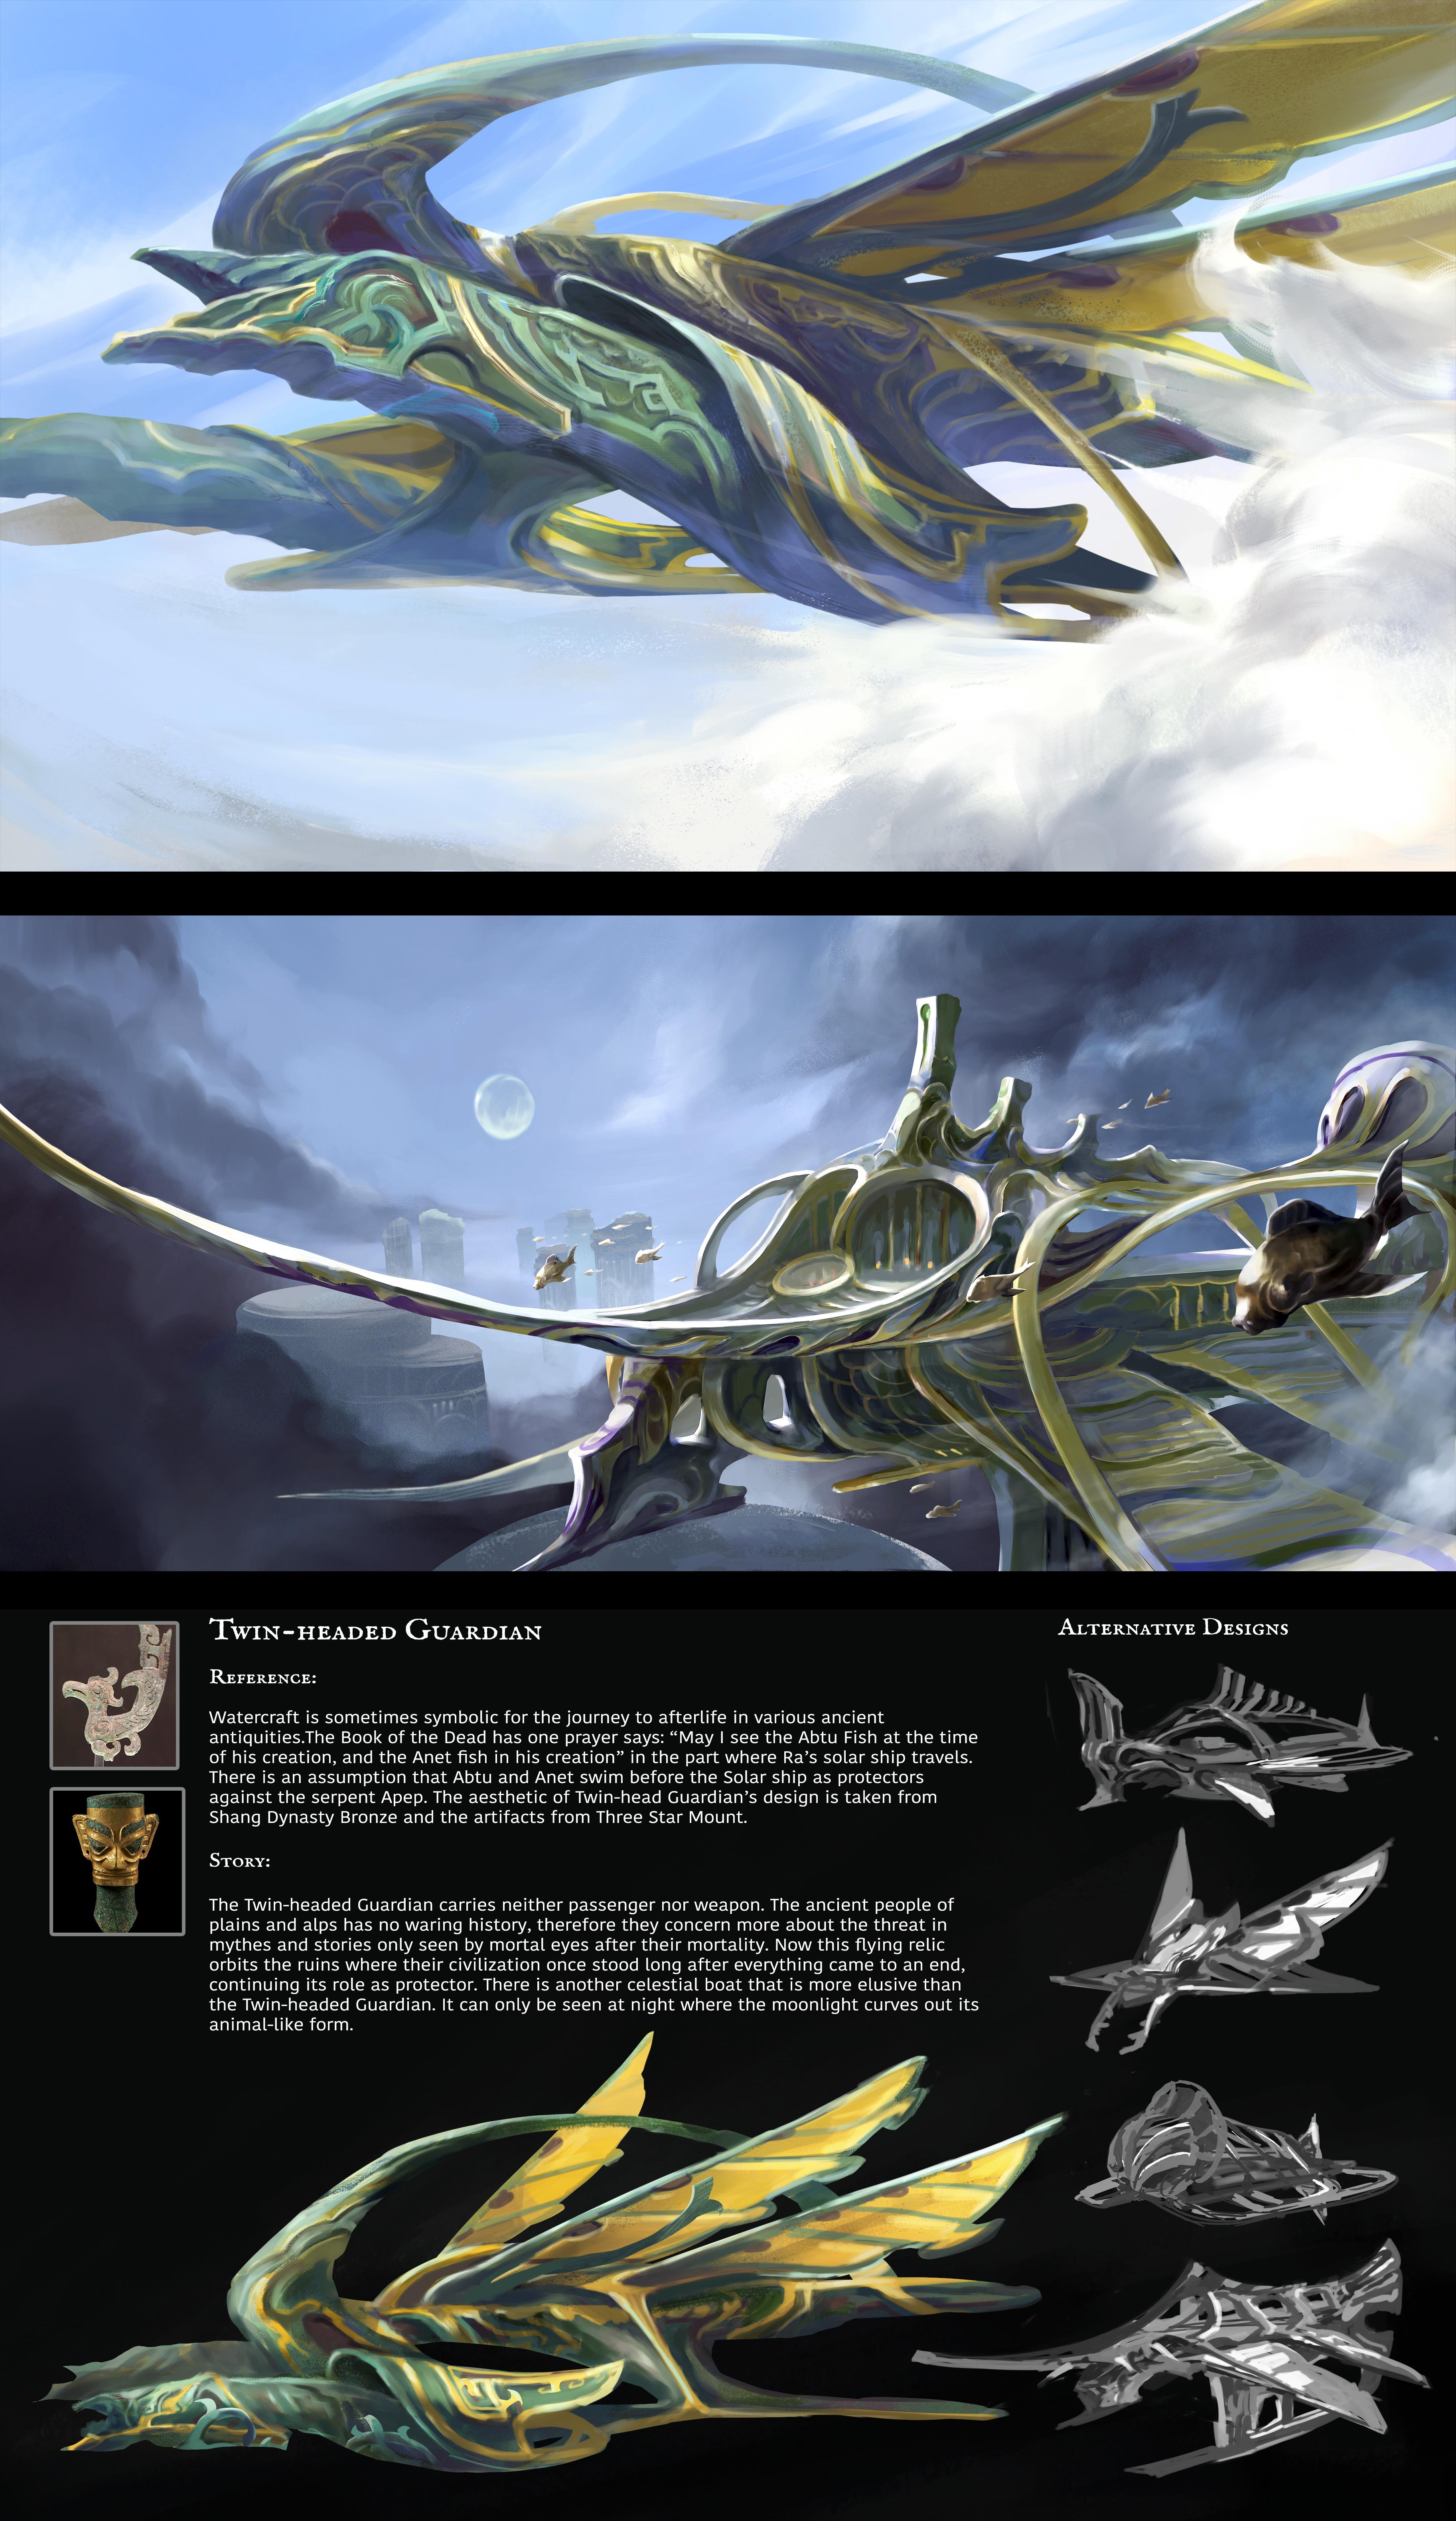 Twin-headed Guardian
Reference:
Watercraft is sometimes symbolic for the journey to afterlife in various ancient
antiquities.The Book of the Dead has one prayer says: “May I see the Abtu Fish at the time
of his creation, and the Anet fish in his creation” in the part where Ra’s solar ship travels.
There is an assumption that Abtu and Anet swim before the Solar ship as protectors
against the serpent Apep. The aesthetic of Twin-head Guardian’s design is taken from
Shang Dynasty Bronze and the artifacts from Three Star Mount.
Story:
The Twin-headed Guardian carries neither passenger nor weapon. The ancient people of
plains and alps has no waring history, therefore they concern more about the threat in
mythes and stories only seen by mortal eyes after their mortality. Now this flying relic
orbits the ruins where their civilization once stood long after everything came to an end,
continuing its role as protector. There is another celestial boat that is more elusive than
the Twin-headed Guardian. It can only be seen at night where the moonlight curves out its
animal-like form.
Alternative Designs